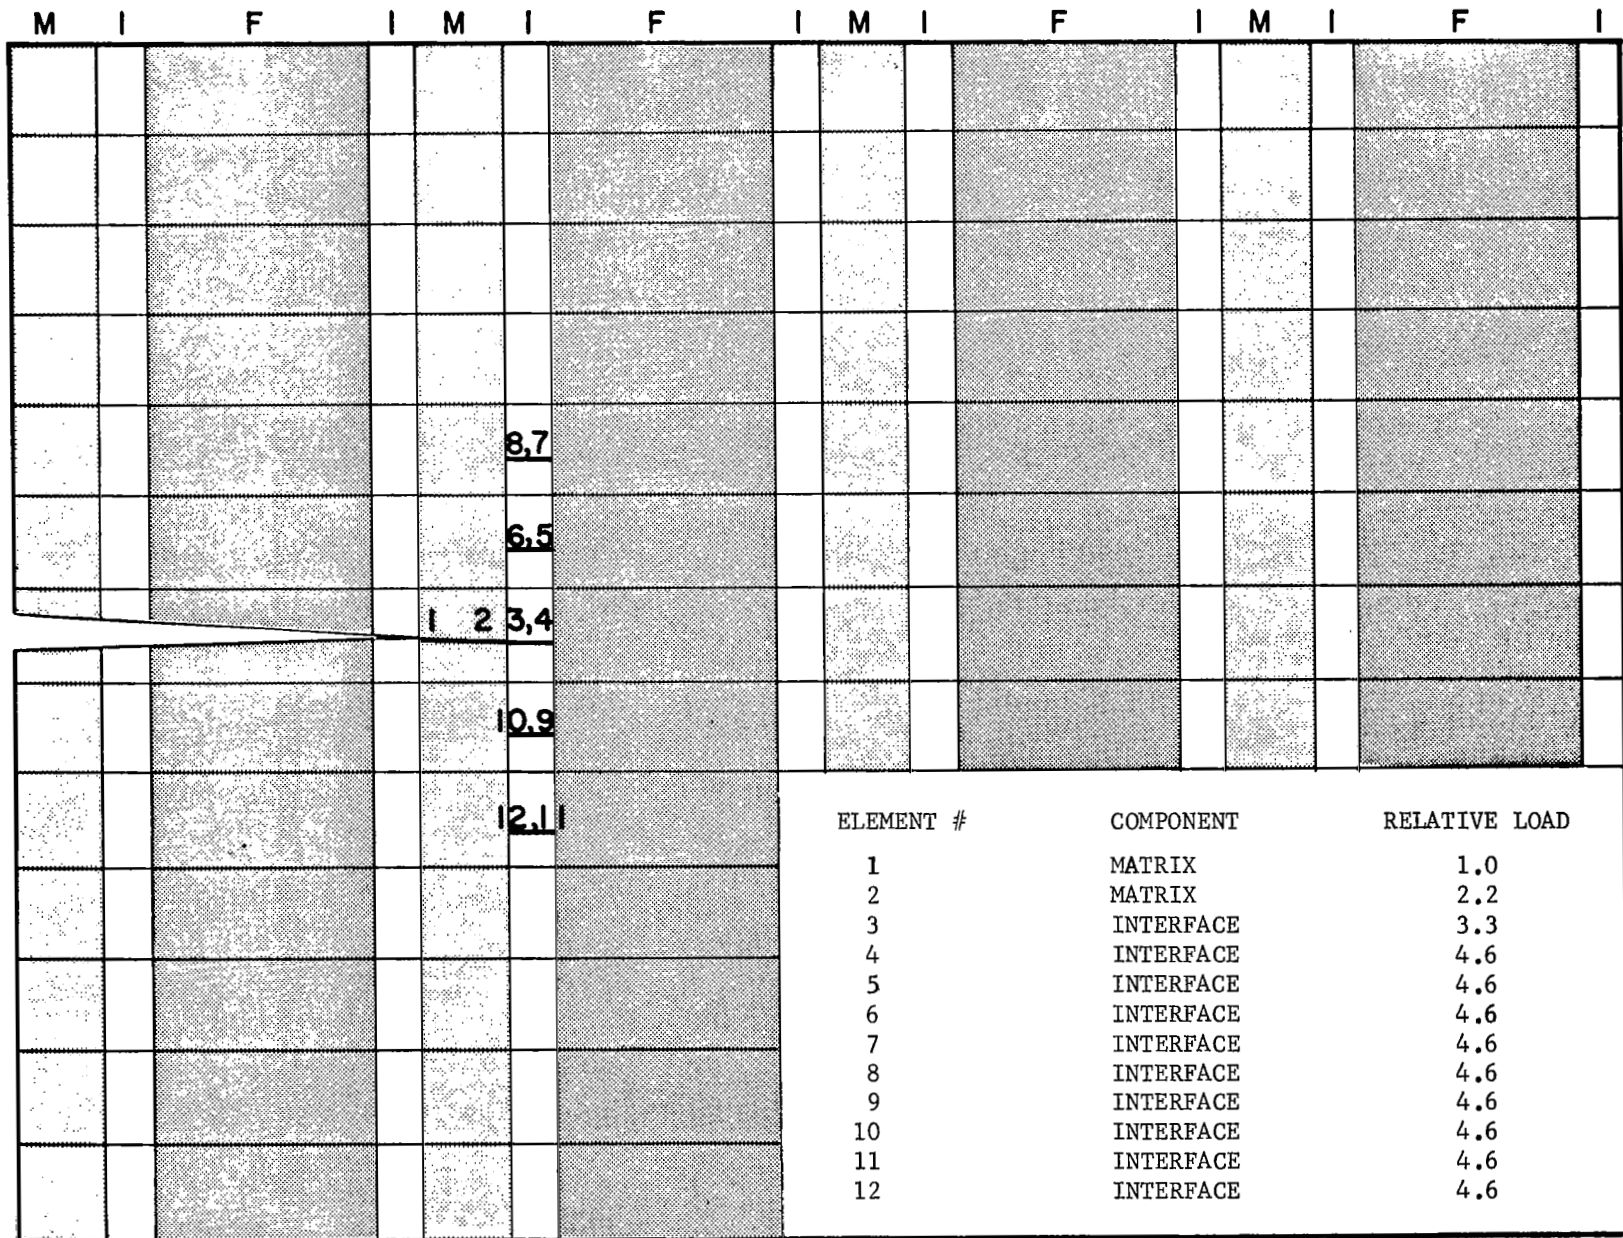 M I F I M I F I M I F I M I F I
8,7
6,5
1 2 3,4
10,9
12,11
ELEMENT # COMPONENT RELATIVE LOAD
1 MATRIX 1.0
2 MATRIX 2.2
3 INTERFACE 3.3
4 INTERFACE 4.6
5 INTERFACE 4.6
6 INTERFACE 4.6
7 INTERFACE 4.6
8 INTERFACE 4.6
9 INTERFACE 4.6
10 INTERFACE 4.6
11 INTERFACE 4.6
12 INTERFACE 4.6